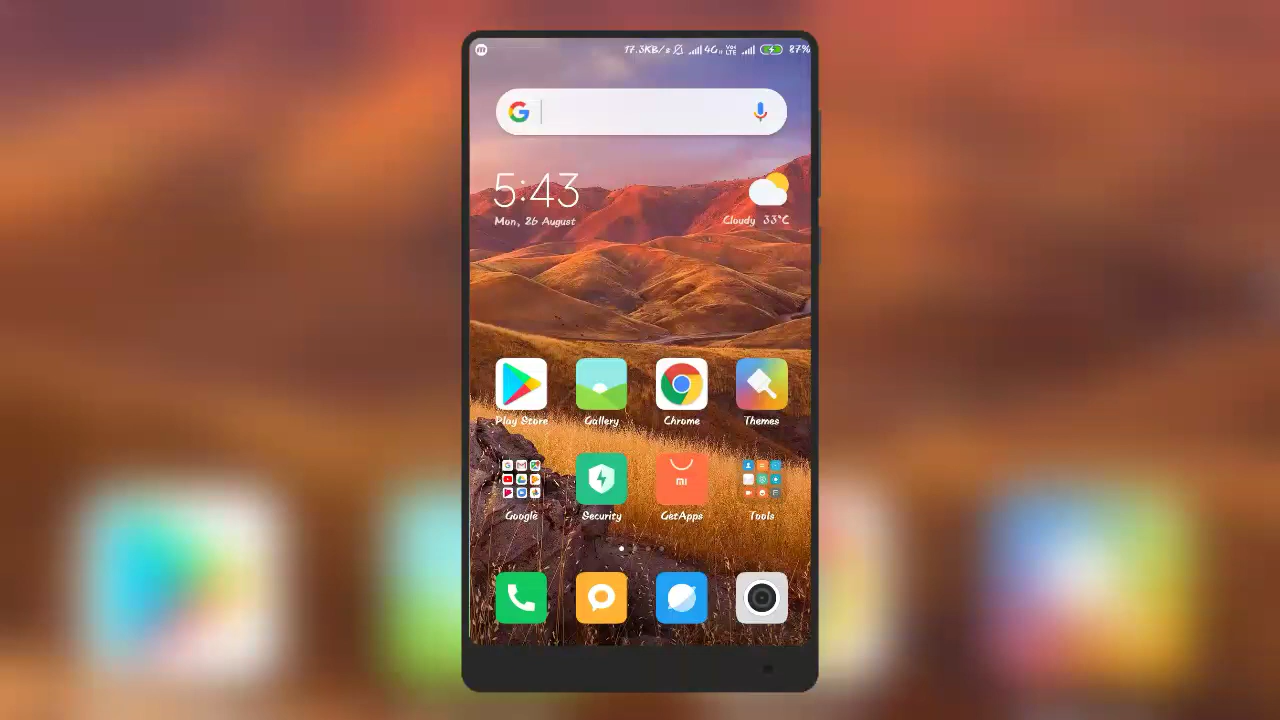 17.3KB/s 4G VoLTE 87%
5:43
Mon, 26 August
Cloudy 33°C
Play Store Gallery Chrome Themes
mi
Google Security GetApps Tools